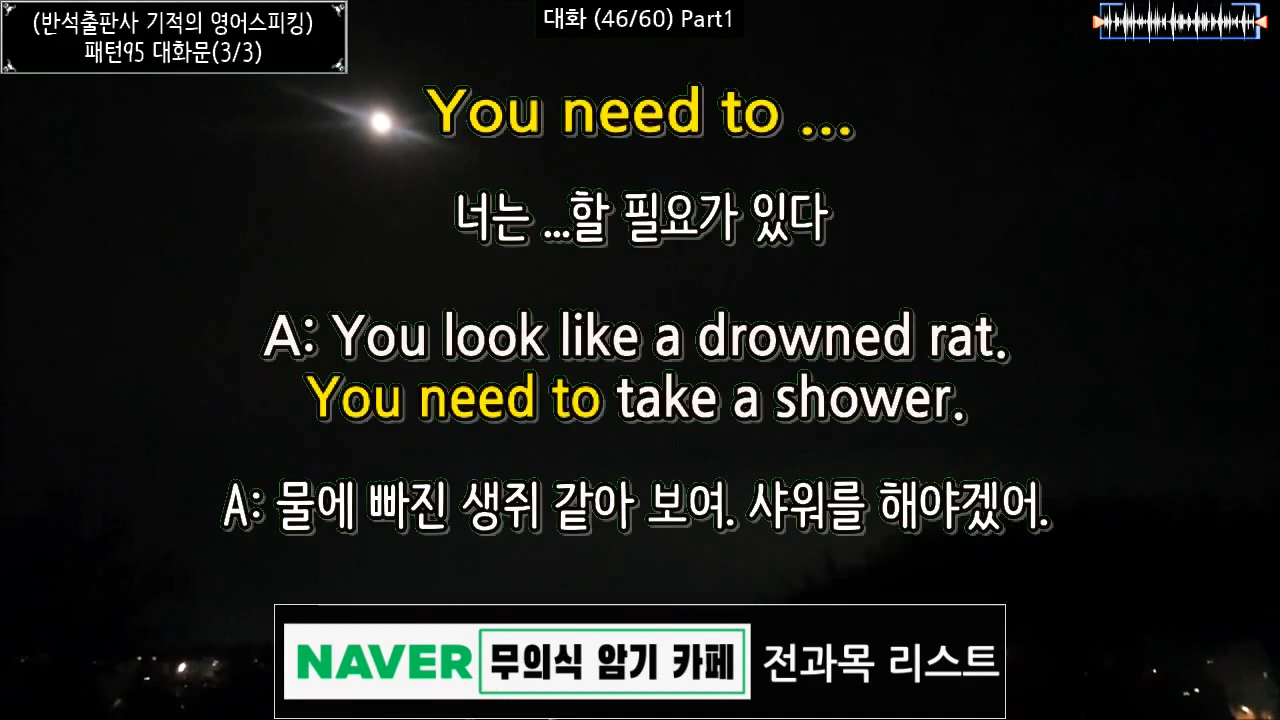 (반석출판사 기적의 영어스피킹)
패턴95 대화문(3/3)
대화 (46/60) Part1
You need to ...
너는 ...할 필요가 있다
A: You look like a drowned rat.
You need to take a shower.
A: 물에 빠진 생쥐 같아 보여. 샤워를 해야겠어.
NAVER 무의식 암기 카페 전과목 리스트